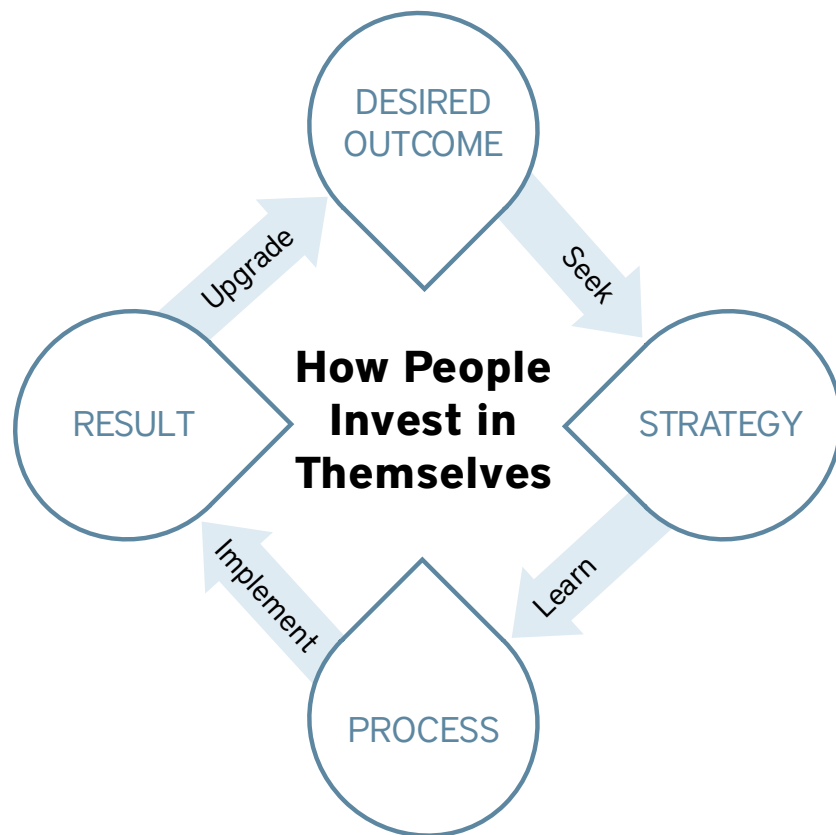 DESIRED
OUTCOME
Upgrade
Seek
How People
Invest in
Themselves
RESULT
STRATEGY
Implement
Learn
PROCESS